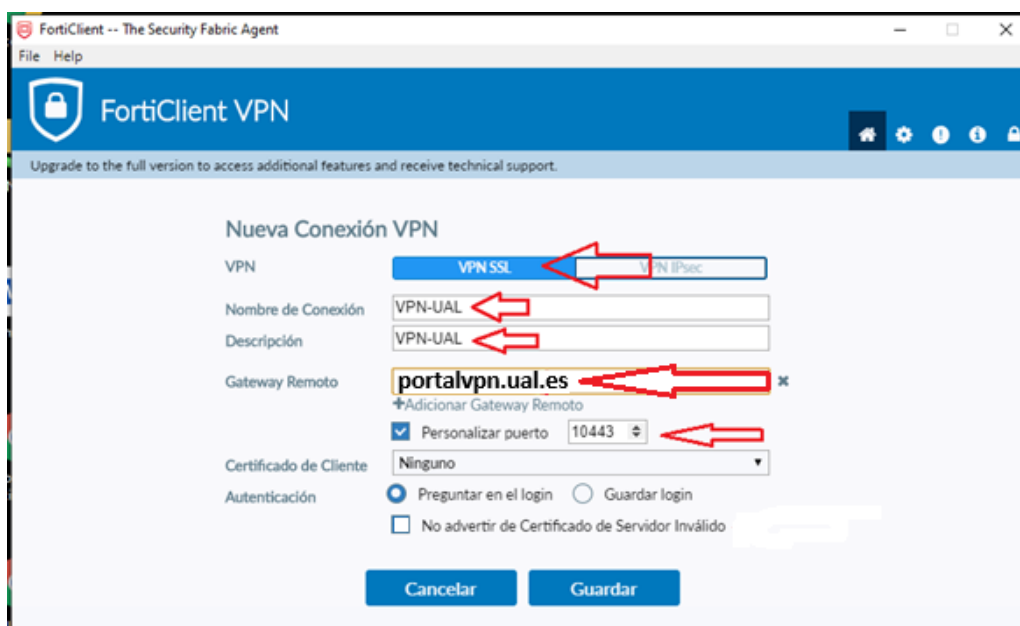 FortiClient -- The Security Fabric Agent
File Help
FortiClient VPN
Upgrade to the full version to access additional features and receive technical support.
Nueva Conexión VPN
VPN VPN SSL VPN IPsec
Nombre de Conexión VPN-UAL
Descripción VPN-UAL
Gateway Remoto portalvpn.ual.es
+Adicionar Gateway Remoto
Personalizar puerto 10443
Certificado de Cliente Ninguno
Autenticación Preguntar en el login Guardar login
No advertir de Certificado de Servidor Inválido
Cancelar Guardar